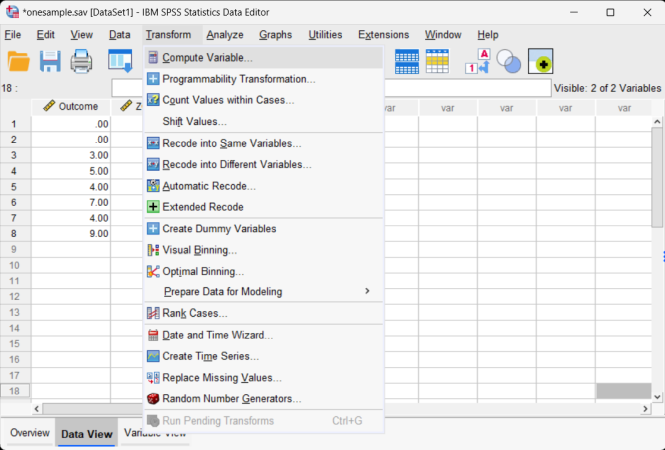 *onesample.sav [DataSet1] - IBM SPSS Statistics Data Editor
File Edit View Data Transform Analyze Graphs Utilities Extensions Window Help
A
1
18 :
Visible: 2 of 2 Variables
Outcome Z var var var var var
1 .00
2 .00
3 3.00
4 5.00
5 4.00
6 7.00
7 4.00
8 9.00
9
10
11
12
13
14
15
16
17
18
Compute Variable...
Programmability Transformation...
Count Values within Cases...
Shift Values...
Recode into Same Variables...
Recode into Different Variables...
Automatic Recode...
Extended Recode
Create Dummy Variables
Visual Binning...
Optimal Binning...
Prepare Data for Modeling
Rank Cases...
Date and Time Wizard...
Create Time Series...
Replace Missing Values...
Random Number Generators...
Run Pending Transforms Ctrl+G
Overview Data View Variable View